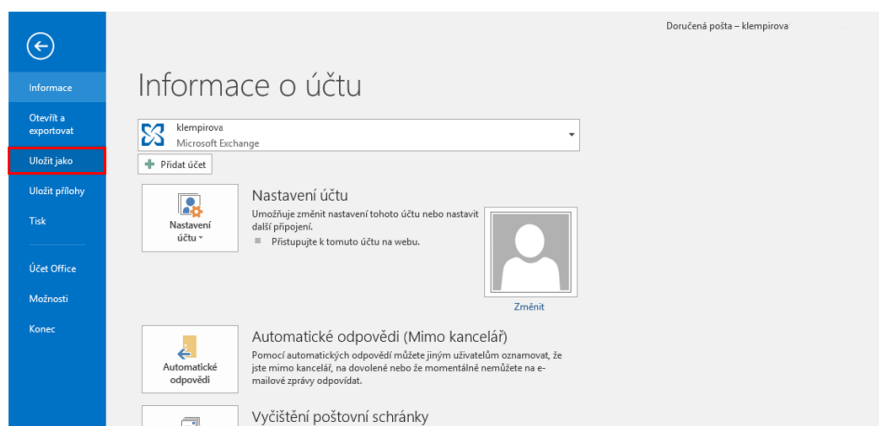 Doručená pošta – klempirova
Informace
Otevřít a
exportovat
Uložit jako
Uložit přílohy
Tisk
Účet Office
Možnosti
Konec
Informace o účtu
klempirova
Microsoft Exchange
Přidat účet
Nastavení
účtu
Nastavení účtu
Umožňuje změnit nastavení tohoto účtu nebo nastavit
další připojení.
Přistupujte k tomuto účtu na webu.
Změnit
Automatické
odpovědi
Automatické odpovědi (Mimo kancelář)
Pomocí automatických odpovědí můžete jiným uživatelům oznamovat, že
jste mimo kancelář, na dovolené nebo že momentálně nemůžete na e-
mailové zprávy odpovídat.
Vyčištění poštovní schránky